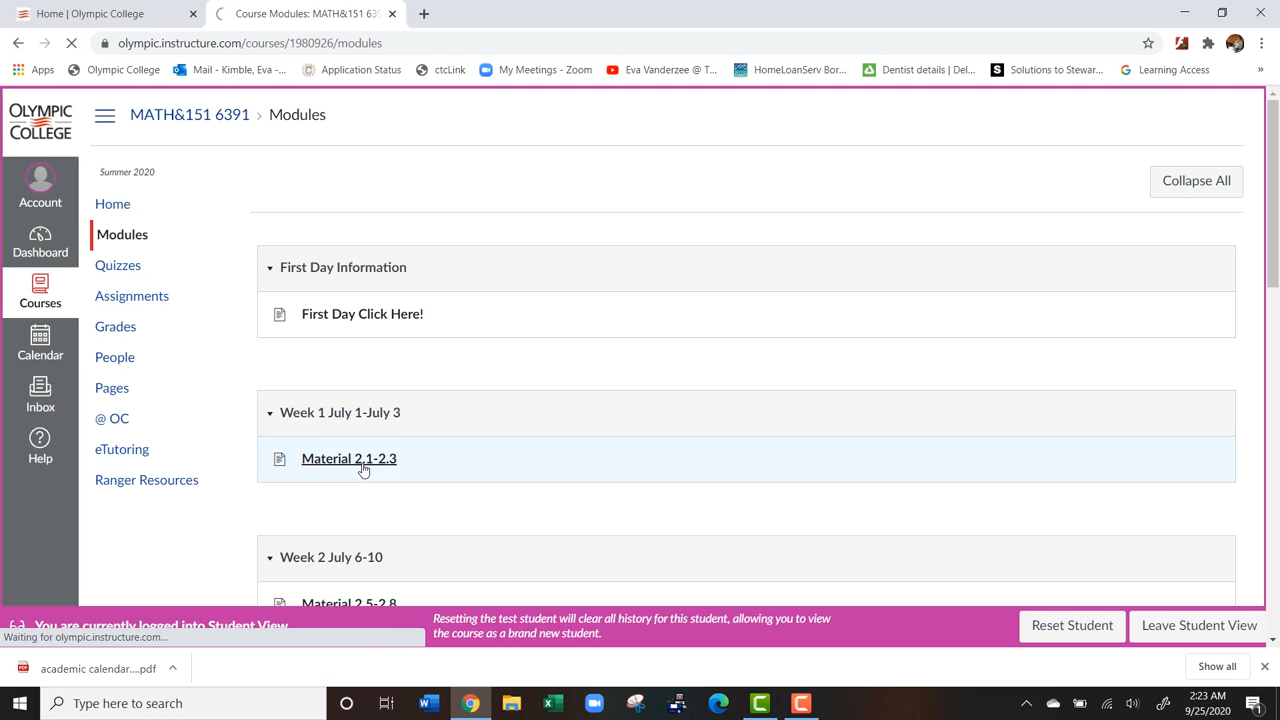 Home | Olympic College
Course Modules: MATH&151 639
olympic.instructure.com/courses/1980926/modules
Apps
Olympic College
Mail - Kimble, Eva -...
Application Status
ctcLink
My Meetings - Zoom
Eva Vanderzee @ T...
HomeLoanServ Bor...
Dentist details | Del...
Solutions to Stewar...
Learning Access
»
OLYMPIC
COLLEGE
MATH&151 6391 › Modules
Account
Dashboard
Courses
Calendar
Inbox
Help
Summer 2020
Home
Modules
Quizzes
Assignments
Grades
People
Pages
@ OC
eTutoring
Ranger Resources
Collapse All
First Day Information
First Day Click Here!
Week 1 July 1-July 3
Material 2.1-2.3
Week 2 July 6-10
Material 2.5-2.8
You are currently logged into Student View
Resetting the test student will clear all history for this student, allowing you to view
the course as a brand new student.
Reset Student
Leave Student View
Waiting for olympic.instructure.com...
academic calendar....pdf
Show all
Type here to search
2:23 AM
9/25/2020